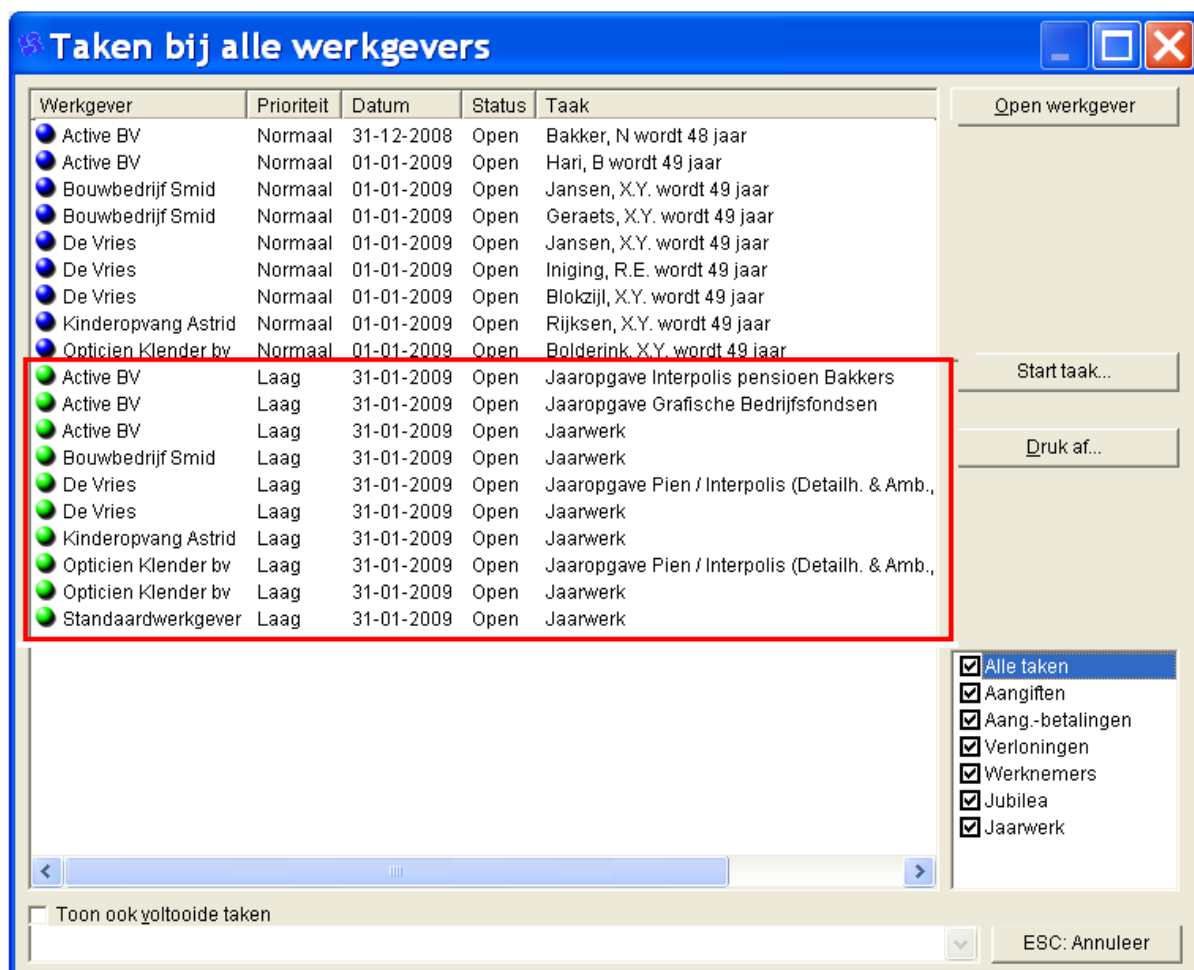 Taken bij alle werkgevers
Werkgever Prioriteit Datum Status Taak
Active BV Normaal 31-12-2008 Open Bakker, N wordt 48 jaar
Active BV Normaal 01-01-2009 Open Hari, B wordt 49 jaar
Bouwbedrijf Smid Normaal 01-01-2009 Open Jansen, X.Y. wordt 49 jaar
Bouwbedrijf Smid Normaal 01-01-2009 Open Geraets, X.Y. wordt 49 jaar
De Vries Normaal 01-01-2009 Open Jansen, X.Y. wordt 49 jaar
De Vries Normaal 01-01-2009 Open Iniging, R.E. wordt 49 jaar
De Vries Normaal 01-01-2009 Open Blokzijl, X.Y. wordt 49 jaar
Kinderopvang Astrid Normaal 01-01-2009 Open Rijksen, X.Y. wordt 49 jaar
Opticien Klender bv Normaal 01-01-2009 Open Bolderink, X.Y. wordt 49 jaar
Active BV Laag 31-01-2009 Open Jaaropgave Interpolis pensioen Bakkers
Active BV Laag 31-01-2009 Open Jaaropgave Grafische Bedrijfsfondsen
Active BV Laag 31-01-2009 Open Jaarwerk
Bouwbedrijf Smid Laag 31-01-2009 Open Jaarwerk
De Vries Laag 31-01-2009 Open Jaaropgave Pien / Interpolis (Detailh. & Amb.,
De Vries Laag 31-01-2009 Open Jaarwerk
Kinderopvang Astrid Laag 31-01-2009 Open Jaarwerk
Opticien Klender bv Laag 31-01-2009 Open Jaaropgave Pien / Interpolis (Detailh. & Amb.,
Opticien Klender bv Laag 31-01-2009 Open Jaarwerk
Standaardwerkgever Laag 31-01-2009 Open Jaarwerk
Open werkgever
Start taak...
Druk af...
Alle taken
Aangiften
Aang.-betalingen
Verloningen
Werknemers
Jubilea
Jaarwerk
Toon ook voltooide taken
ESC: Annuleer